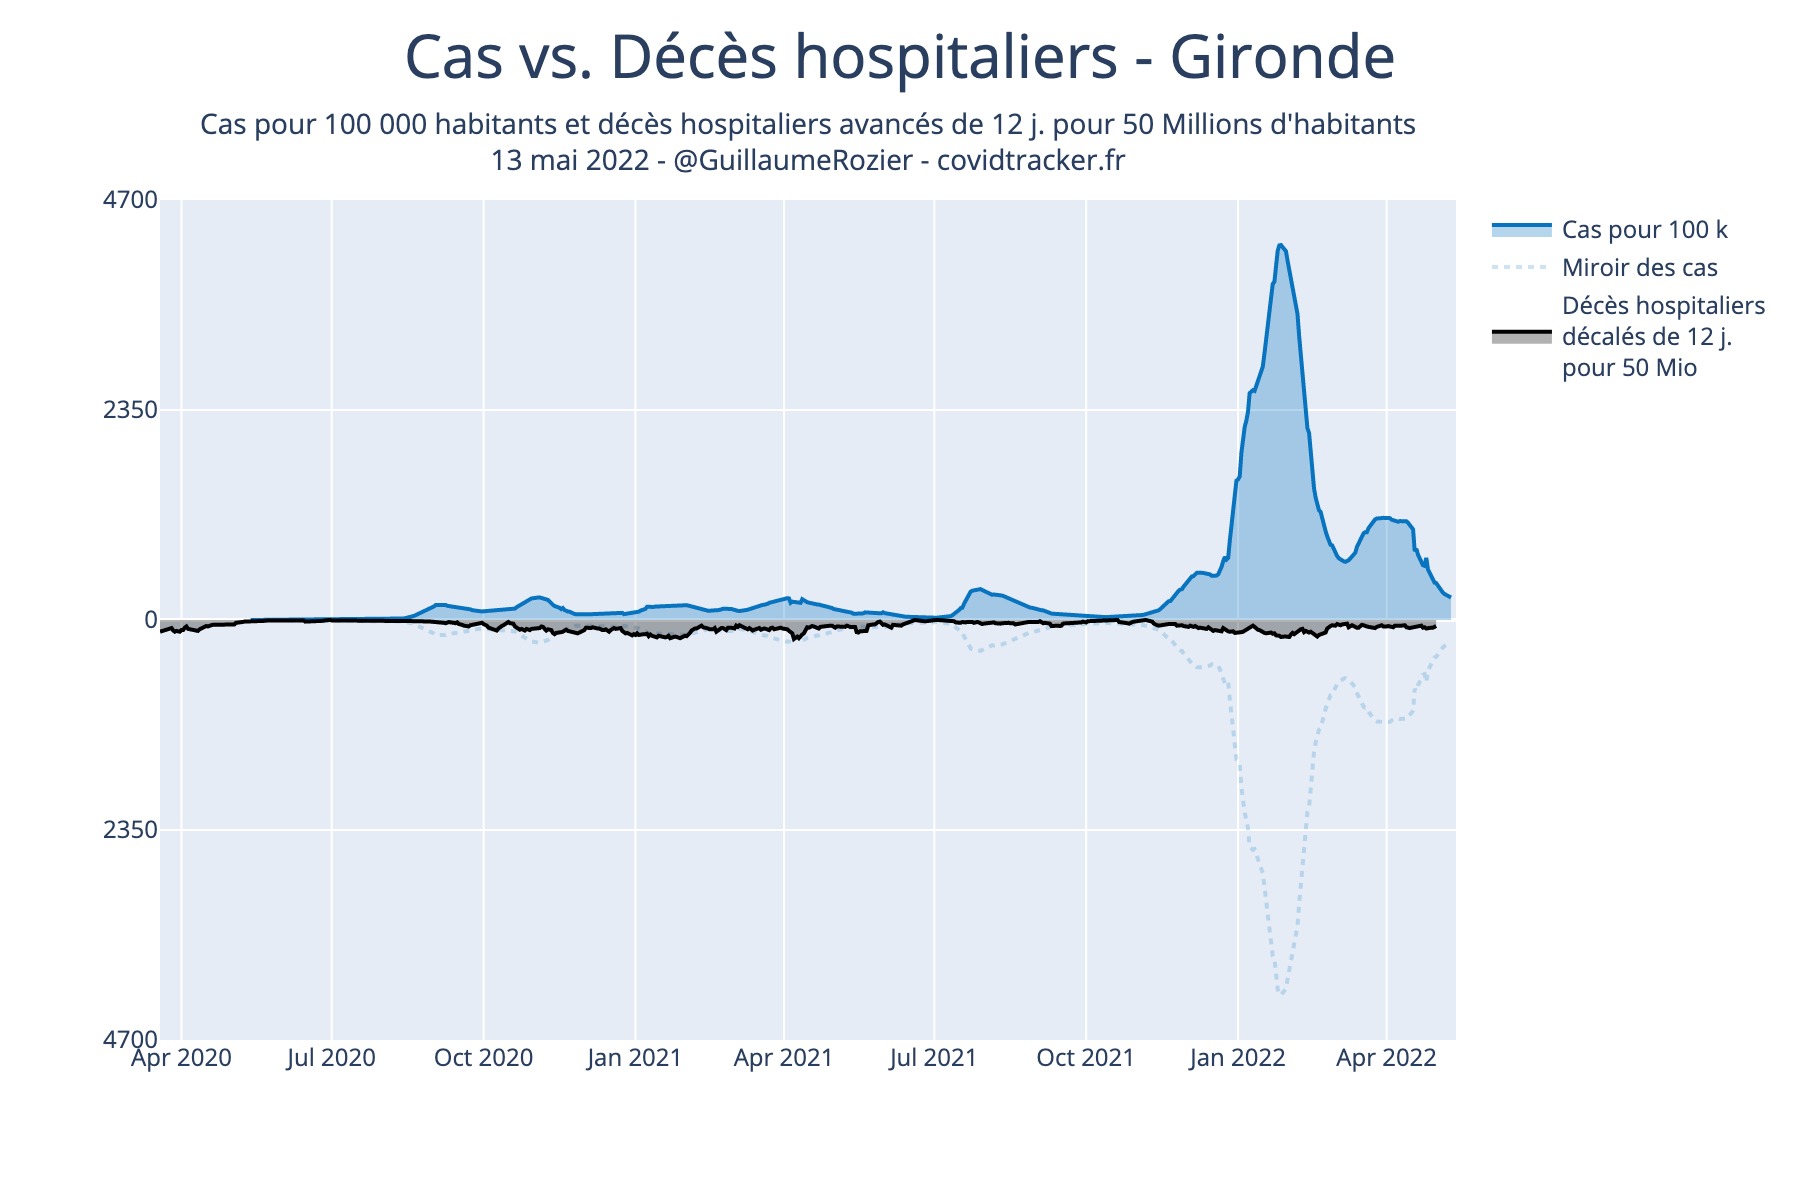 Cas vs. Décès hospitaliers - Gironde
Cas pour 100 000 habitants et décès hospitaliers avancés de 12 j. pour 50 Millions d'habitants
13 mai 2022 - @GuillaumeRozier - covidtracker.fr
4700
2350
0
2350
4700
Apr 2020
Jul 2020
Oct 2020
Jan 2021
Apr 2021
Jul 2021
Oct 2021
Jan 2022
Apr 2022
Cas pour 100 k
Miroir des cas
Décès hospitaliers
décalés de 12 j.
pour 50 Mio